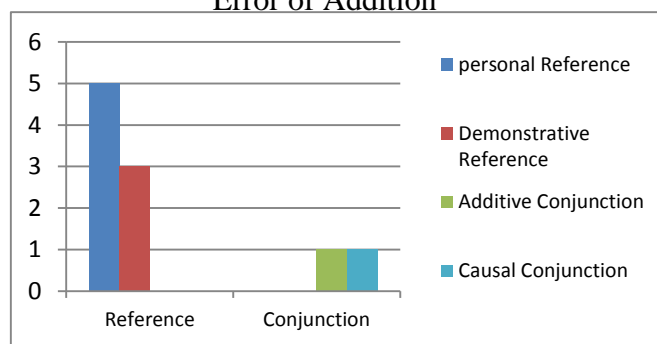 Error of Addition
6
5
4
3
2
1
0
Reference
Conjunction
personal Reference
Demonstrative
Reference
Additive Conjunction
Causal Conjunction